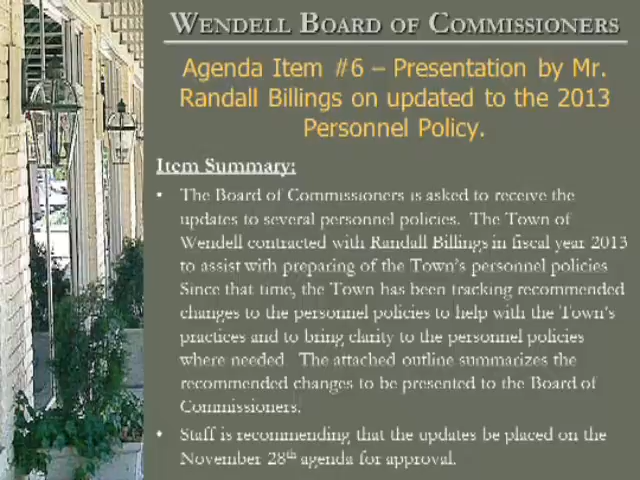 WENDELL BOARD OF COMMISSIONERS
Agenda Item #6 – Presentation by Mr.
Randall Billings on updated to the 2013
Personnel Policy.
Item Summary:
• The Board of Commissioners is asked to receive the
updates to several personnel policies. The Town of
Wendell contracted with Randall Billings in fiscal year 2013
to assist with preparing of the Town's personnel policies
Since that time, the Town has been tracking recommended
changes to the personnel policies to help with the Town's
practices and to bring clarity to the personnel policies
where needed. The attached outline summarizes the
recommended changes to be presented to the Board of
Commissioners.
• Staff is recommending that the updates be placed on the
November 28th agenda for approval.